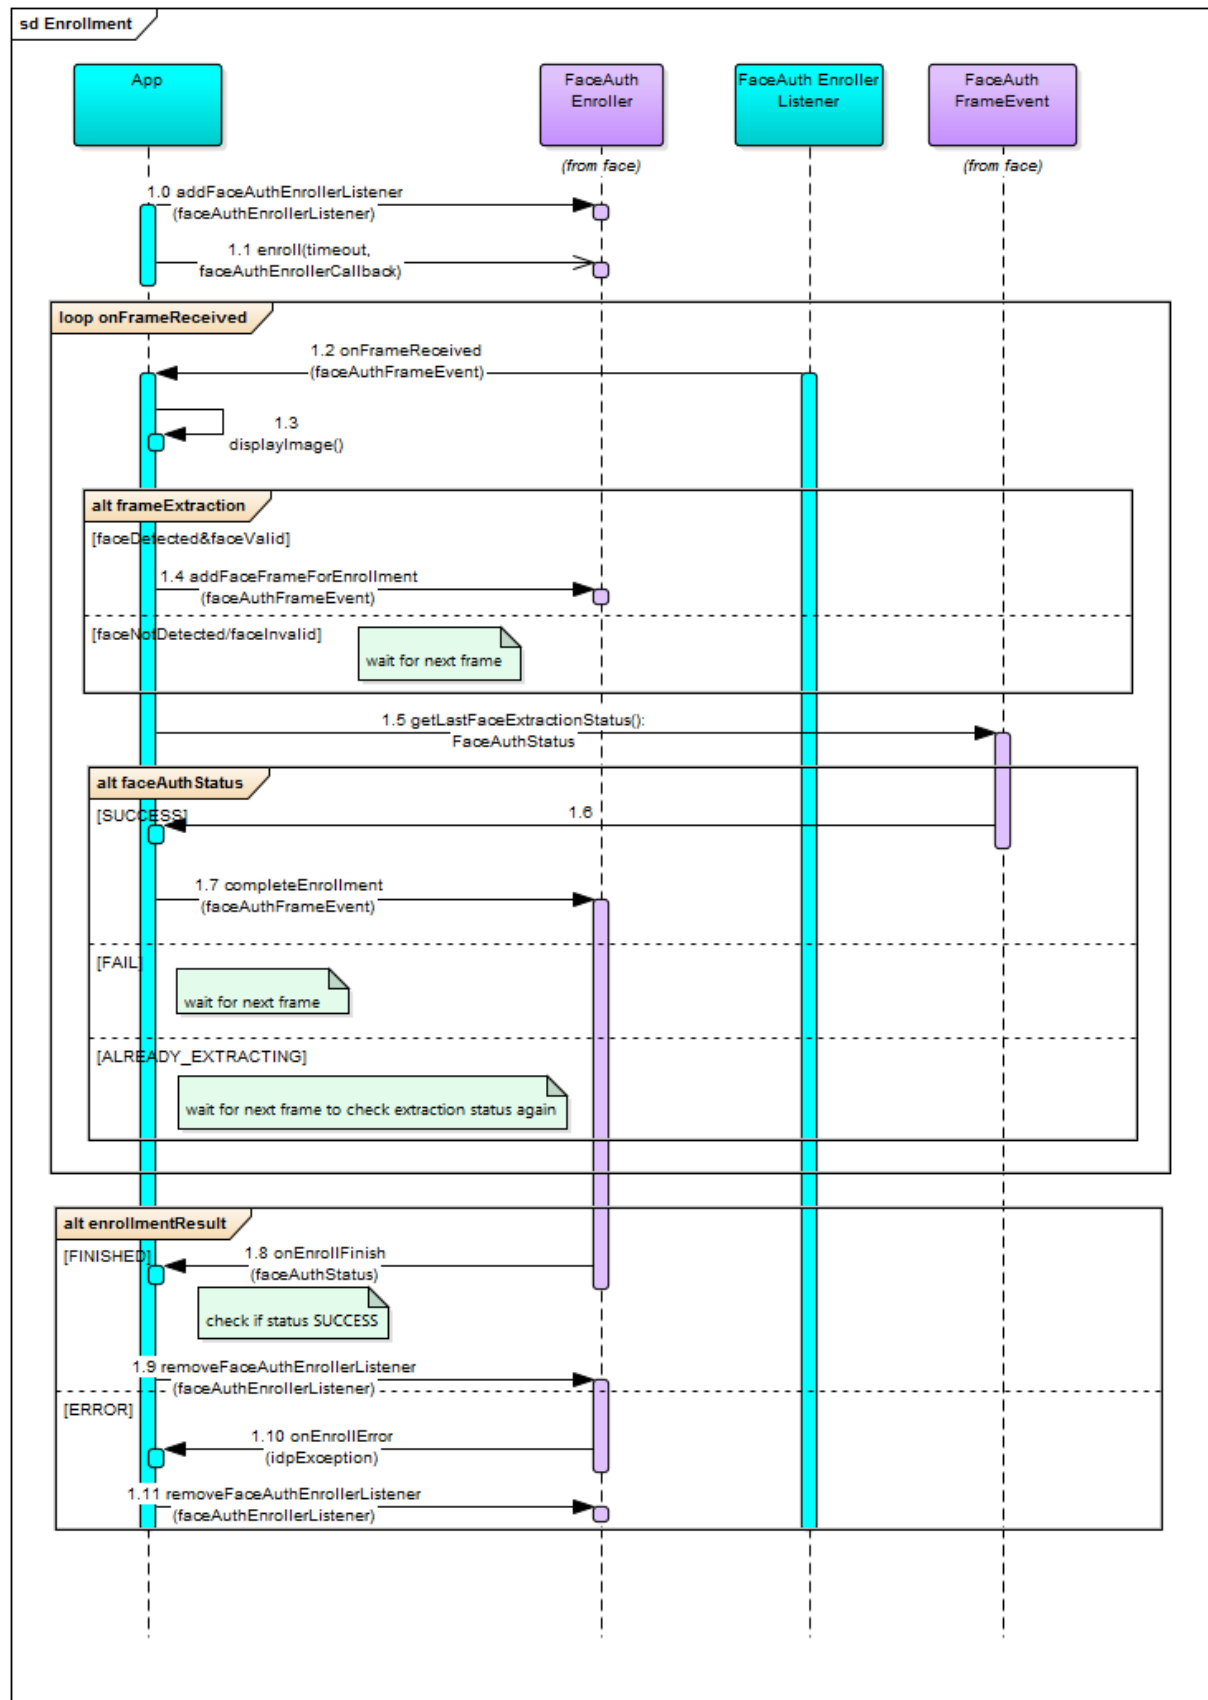 sd Enrollment
App
FaceAuth
Enroller
FaceAuth Enroller
Listener
FaceAuth
FrameEvent
(from face)
(from face)
1.0 addFaceAuthEnrollerListener
(faceAuthEnrollerListener)
1.1 enroll(timeout,
faceAuthEnrollerCallback)
loop onFrameReceived
1.2 onFrameReceived
(faceAuthFrameEvent)
1.3
displayImage()
alt frameExtraction
[faceDetected&faceValid]
1.4 addFaceFrameForEnrollment
(faceAuthFrameEvent)
[faceNotDetected/faceInvalid]
wait for next frame
1.5 getLastFaceExtractionStatus():
FaceAuthStatus
alt faceAuthStatus
[SUCCESS]
1.6
1.7 completeEnrollment
(faceAuthFrameEvent)
[FAIL]
wait for next frame
[ALREADY_EXTRACTING]
wait for next frame to check extraction status again
alt enrollmentResult
[FINISHED]
1.8 onEnrollFinish
(faceAuthStatus)
check if status SUCCESS
1.9 removeFaceAuthEnrollerListener
(faceAuthEnrollerListener)
[ERROR]
1.10 onEnrollError
(idpException)
1.11 removeFaceAuthEnrollerListener
(faceAuthEnrollerListener)